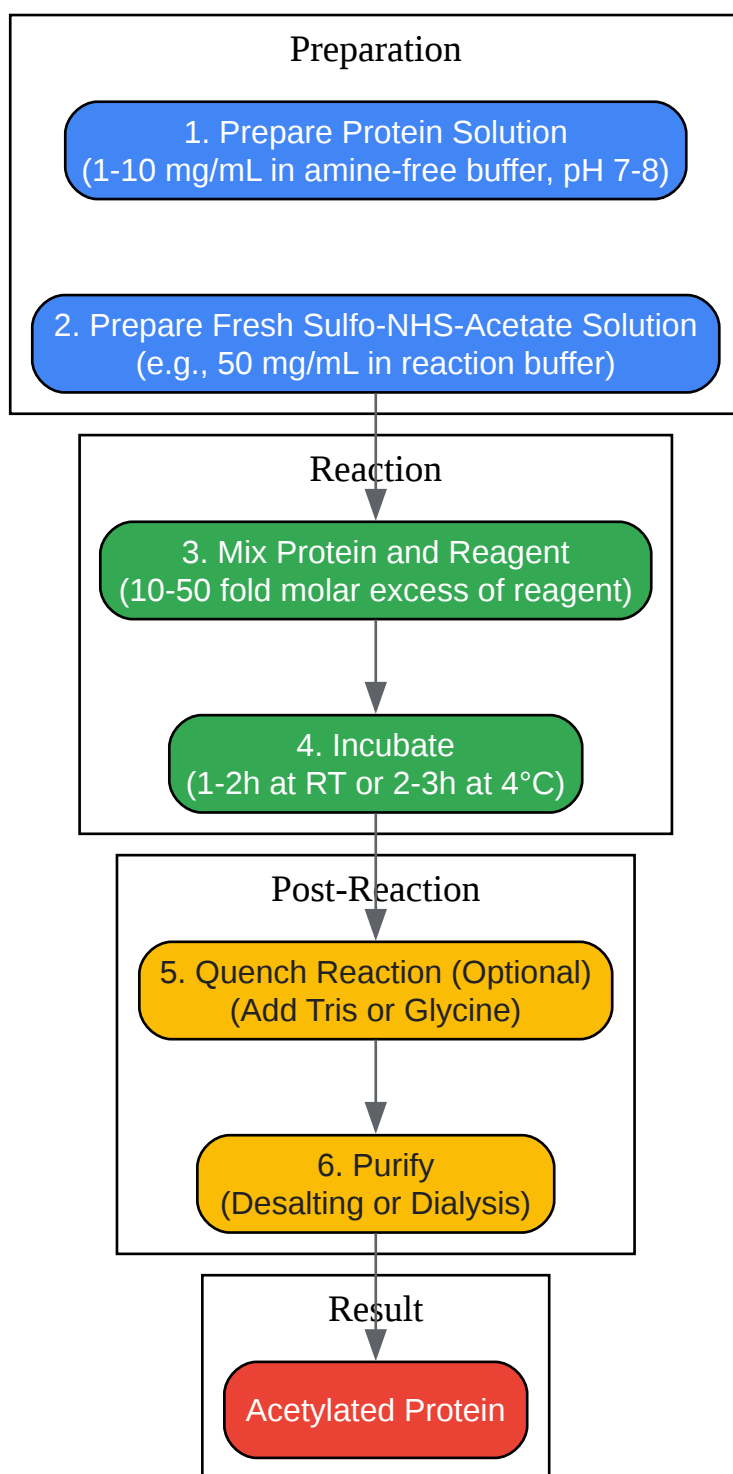 Preparation
1. Prepare Protein Solution
(1-10 mg/mL in amine-free buffer, pH 7-8)
2. Prepare Fresh Sulfo-NHS-Acetate Solution
(e.g., 50 mg/mL in reaction buffer)
Reaction
3. Mix Protein and Reagent
(10-50 fold molar excess of reagent)
4. Incubate
(1-2h at RT or 2-3h at 4°C)
Post-Reaction
5. Quench Reaction (Optional)
(Add Tris or Glycine)
6. Purify
(Desalting or Dialysis)
Result
Acetylated Protein